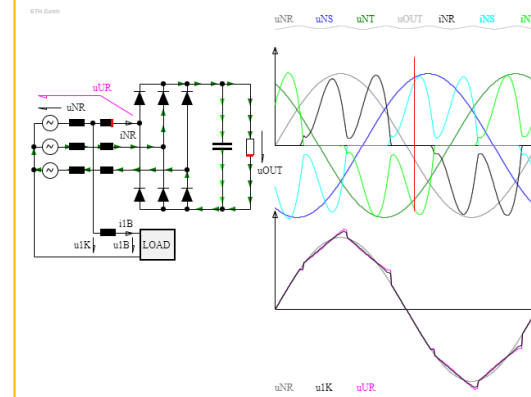 ETH Zurich
uNR uNS uNT uOUT iNR iNS iN
uUR
uNR
iNR
uOUT
i1B
u1K u1B LOAD
uNR u1K uUR